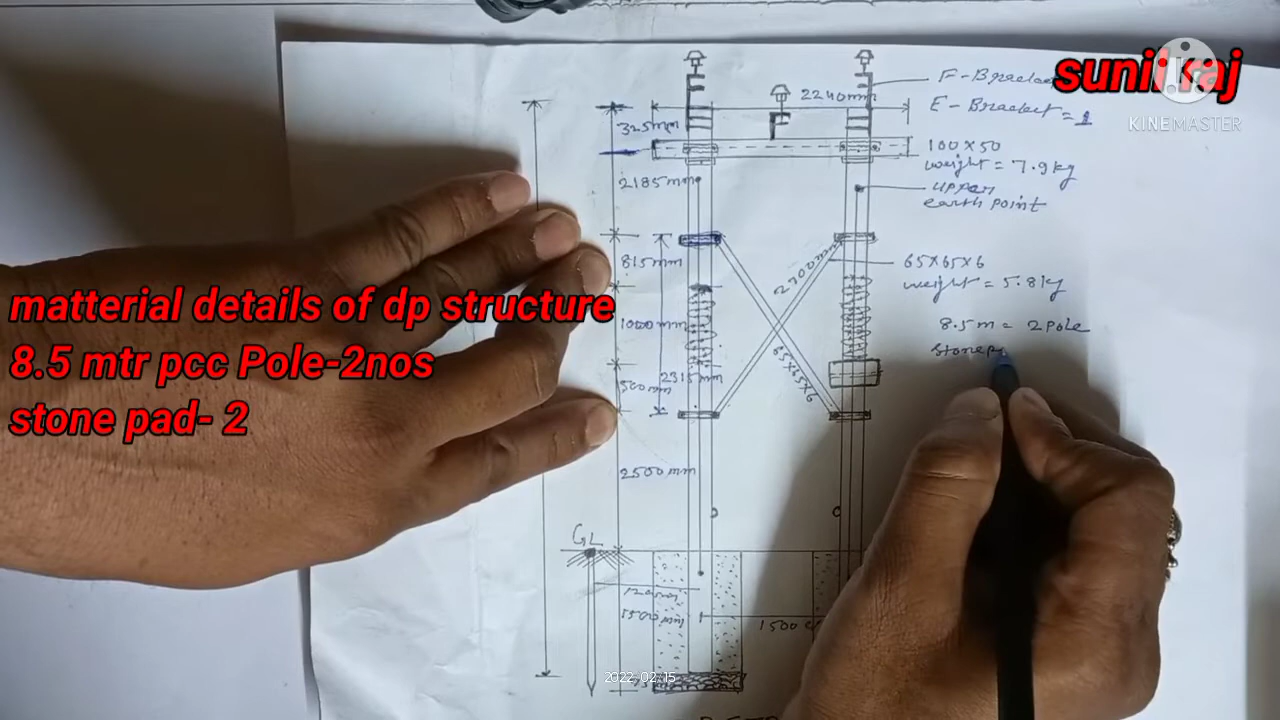 sunil raj
KINEMASTER
F-Bracket
E-Bracket = 1
2240mm
325mm
100X50
weight = 7.9kg
2185mm
upper
earth point
815mm
65X65X6
weight = 5.8kg
2700mm
matterial details of dp structure
1000mm
8.5m = 2 Pole
stone p
8.5 mtr pcc Pole-2nos
2315mm
500mm
65X65X6
stone pad- 2
2500mm
GL
1200mm
1500mm
1500
2022-02-15